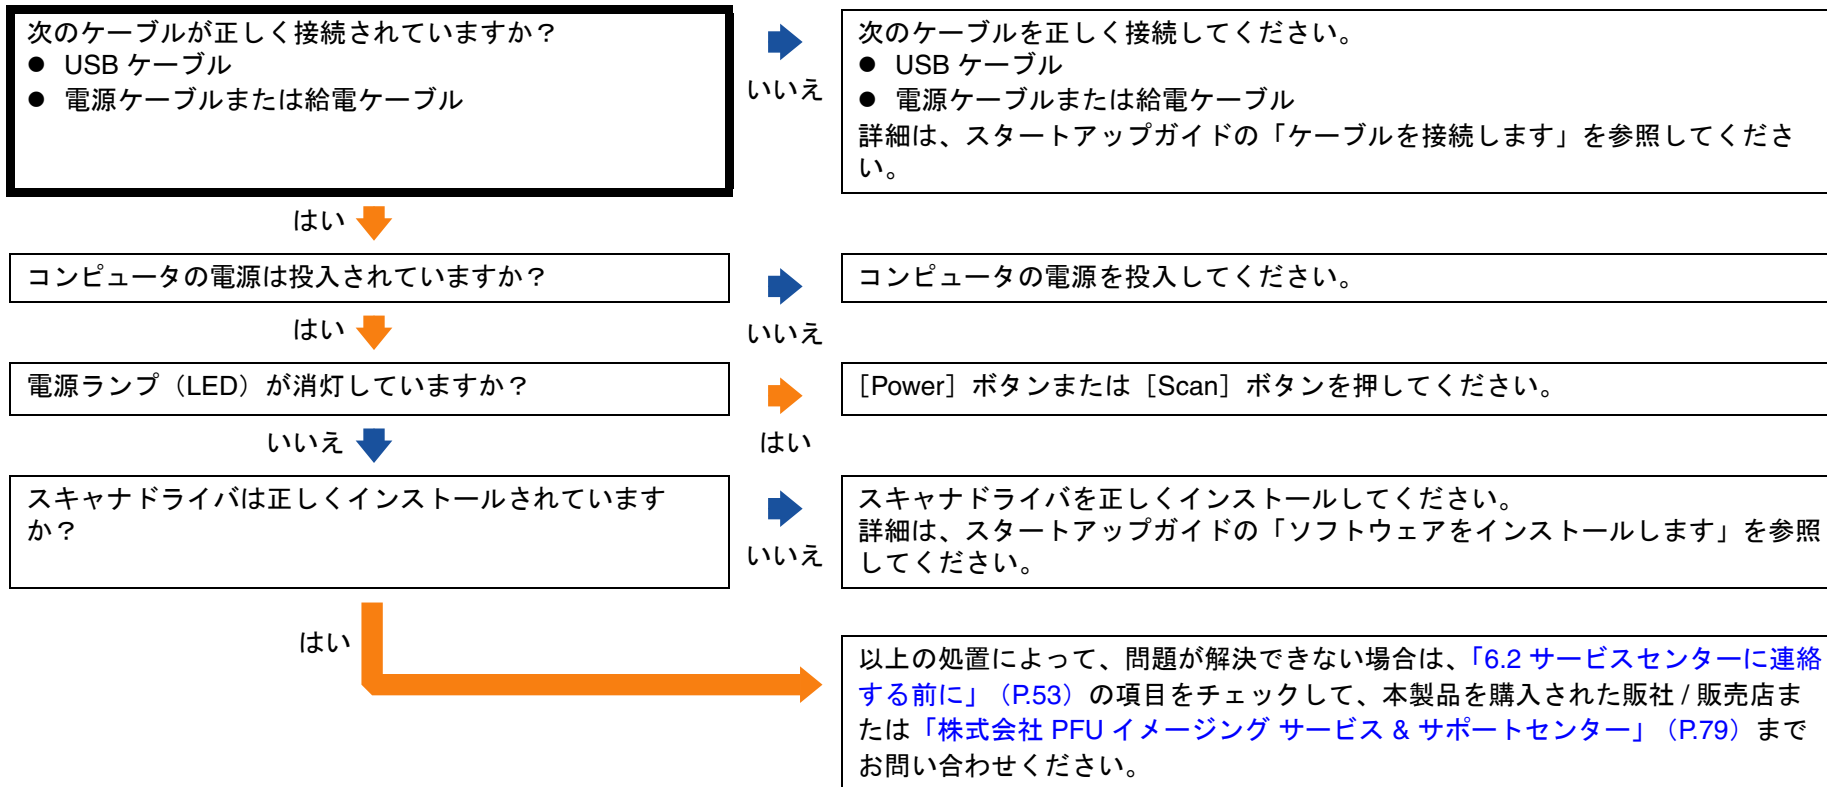 次のケーブルが正しく接続されていますか？
● USB ケーブル
● 電源ケーブルまたは給電ケーブル
いいえ
次のケーブルを正しく接続してください。
● USB ケーブル
● 電源ケーブルまたは給電ケーブル
詳細は、スタートアップガイドの「ケーブルを接続します」を参照してくださ
い。
はい
コンピュータの電源は投入されていますか？
いいえ
コンピュータの電源を投入してください。
はい
電源ランプ（LED）が消灯していますか？
はい
［Power］ボタンまたは［Scan］ボタンを押してください。
いいえ
スキャナドライバは正しくインストールされています
か？
いいえ
スキャナドライバを正しくインストールしてください。
詳細は、スタートアップガイドの「ソフトウェアをインストールします」を参照
してください。
はい
以上の処置によって、問題が解決できない場合は、「6.2 サービスセンターに連絡
する前に」（P.53）の項目をチェックして、本製品を購入された販社 / 販売店ま
たは「株式会社 PFU イメージング サービス & サポートセンター」（P.79）まで
お問い合わせください。